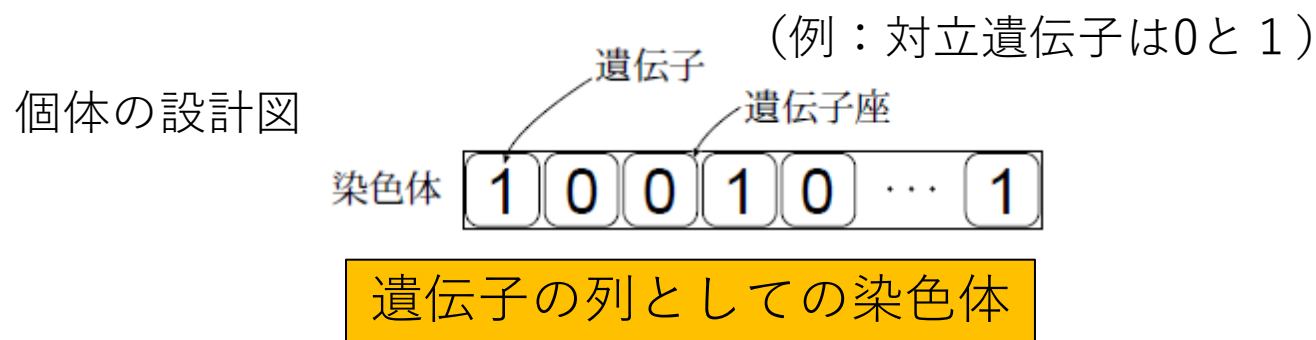 （例：対立遺伝子は0と１）
遺伝子
個体の設計図
遺伝子座
染色体 1 0 0 1 0 … 1
遺伝子の列としての染色体